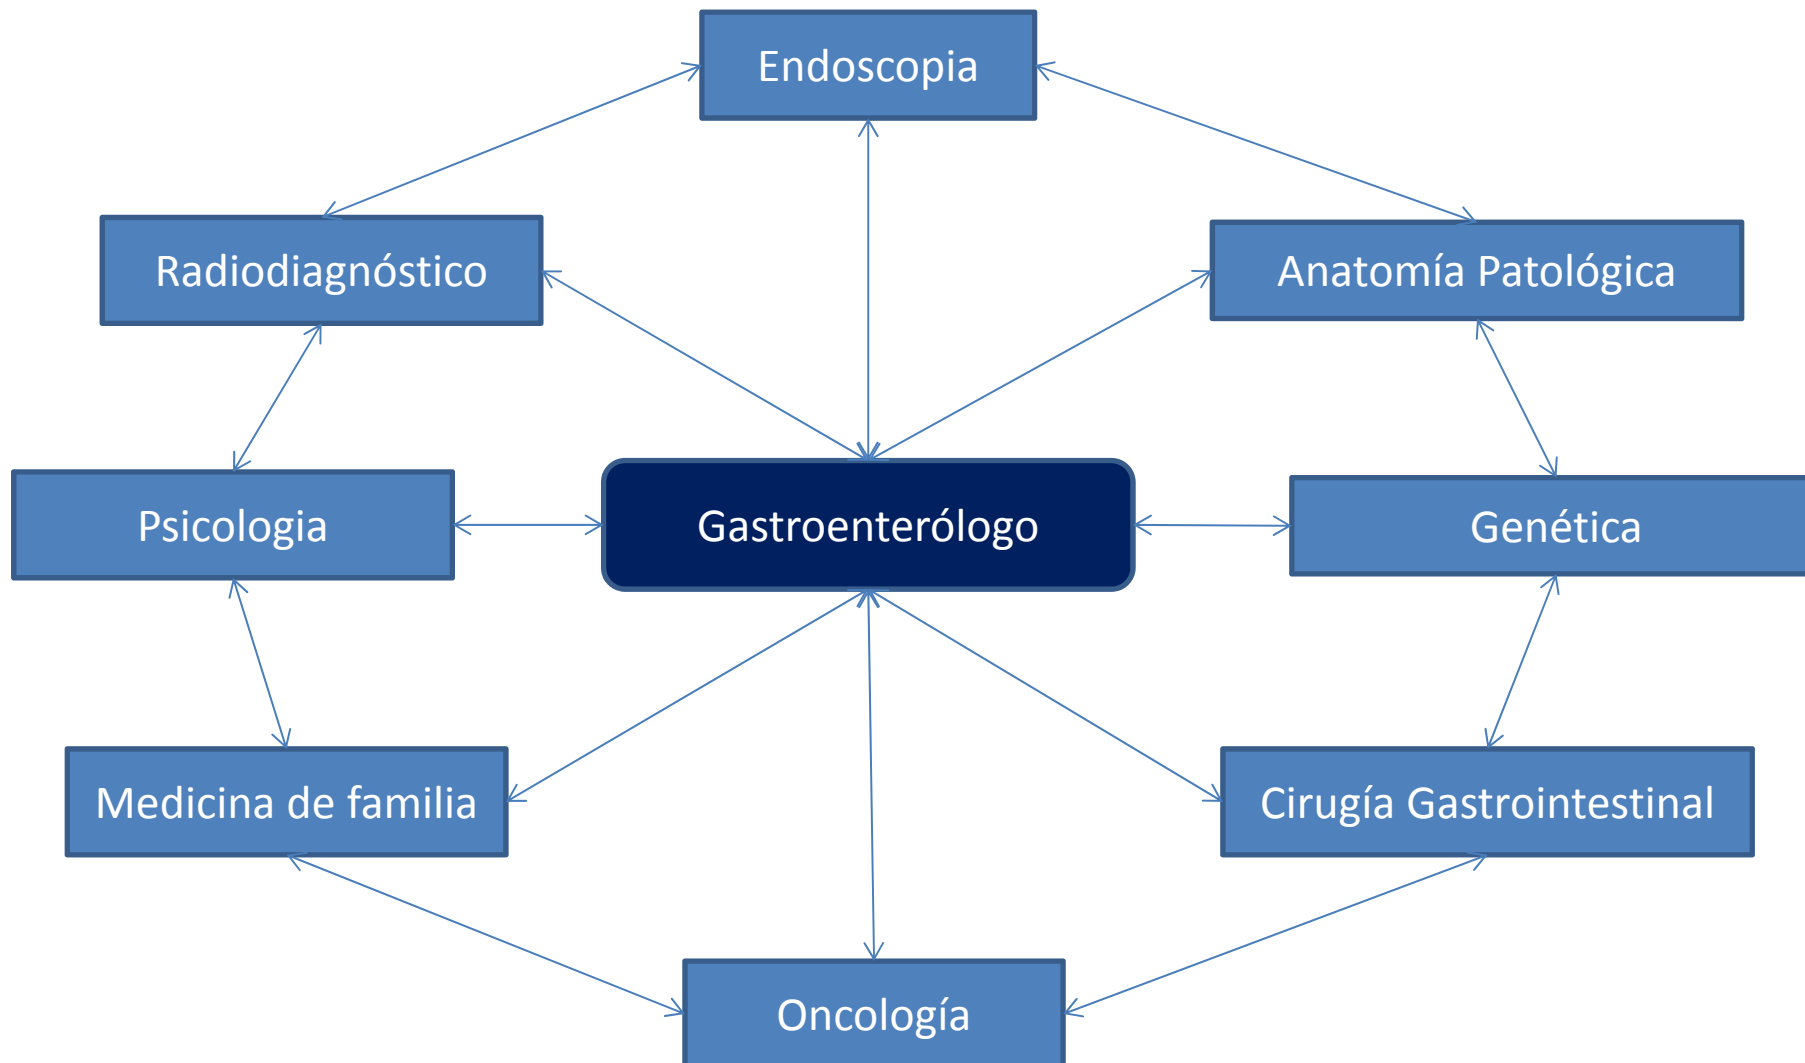 Endoscopia
Radiodiagnóstico
Anatomía Patológica
Psicologia
Gastroenterólogo
Genética
Medicina de familia
Cirugía Gastrointestinal
Oncología